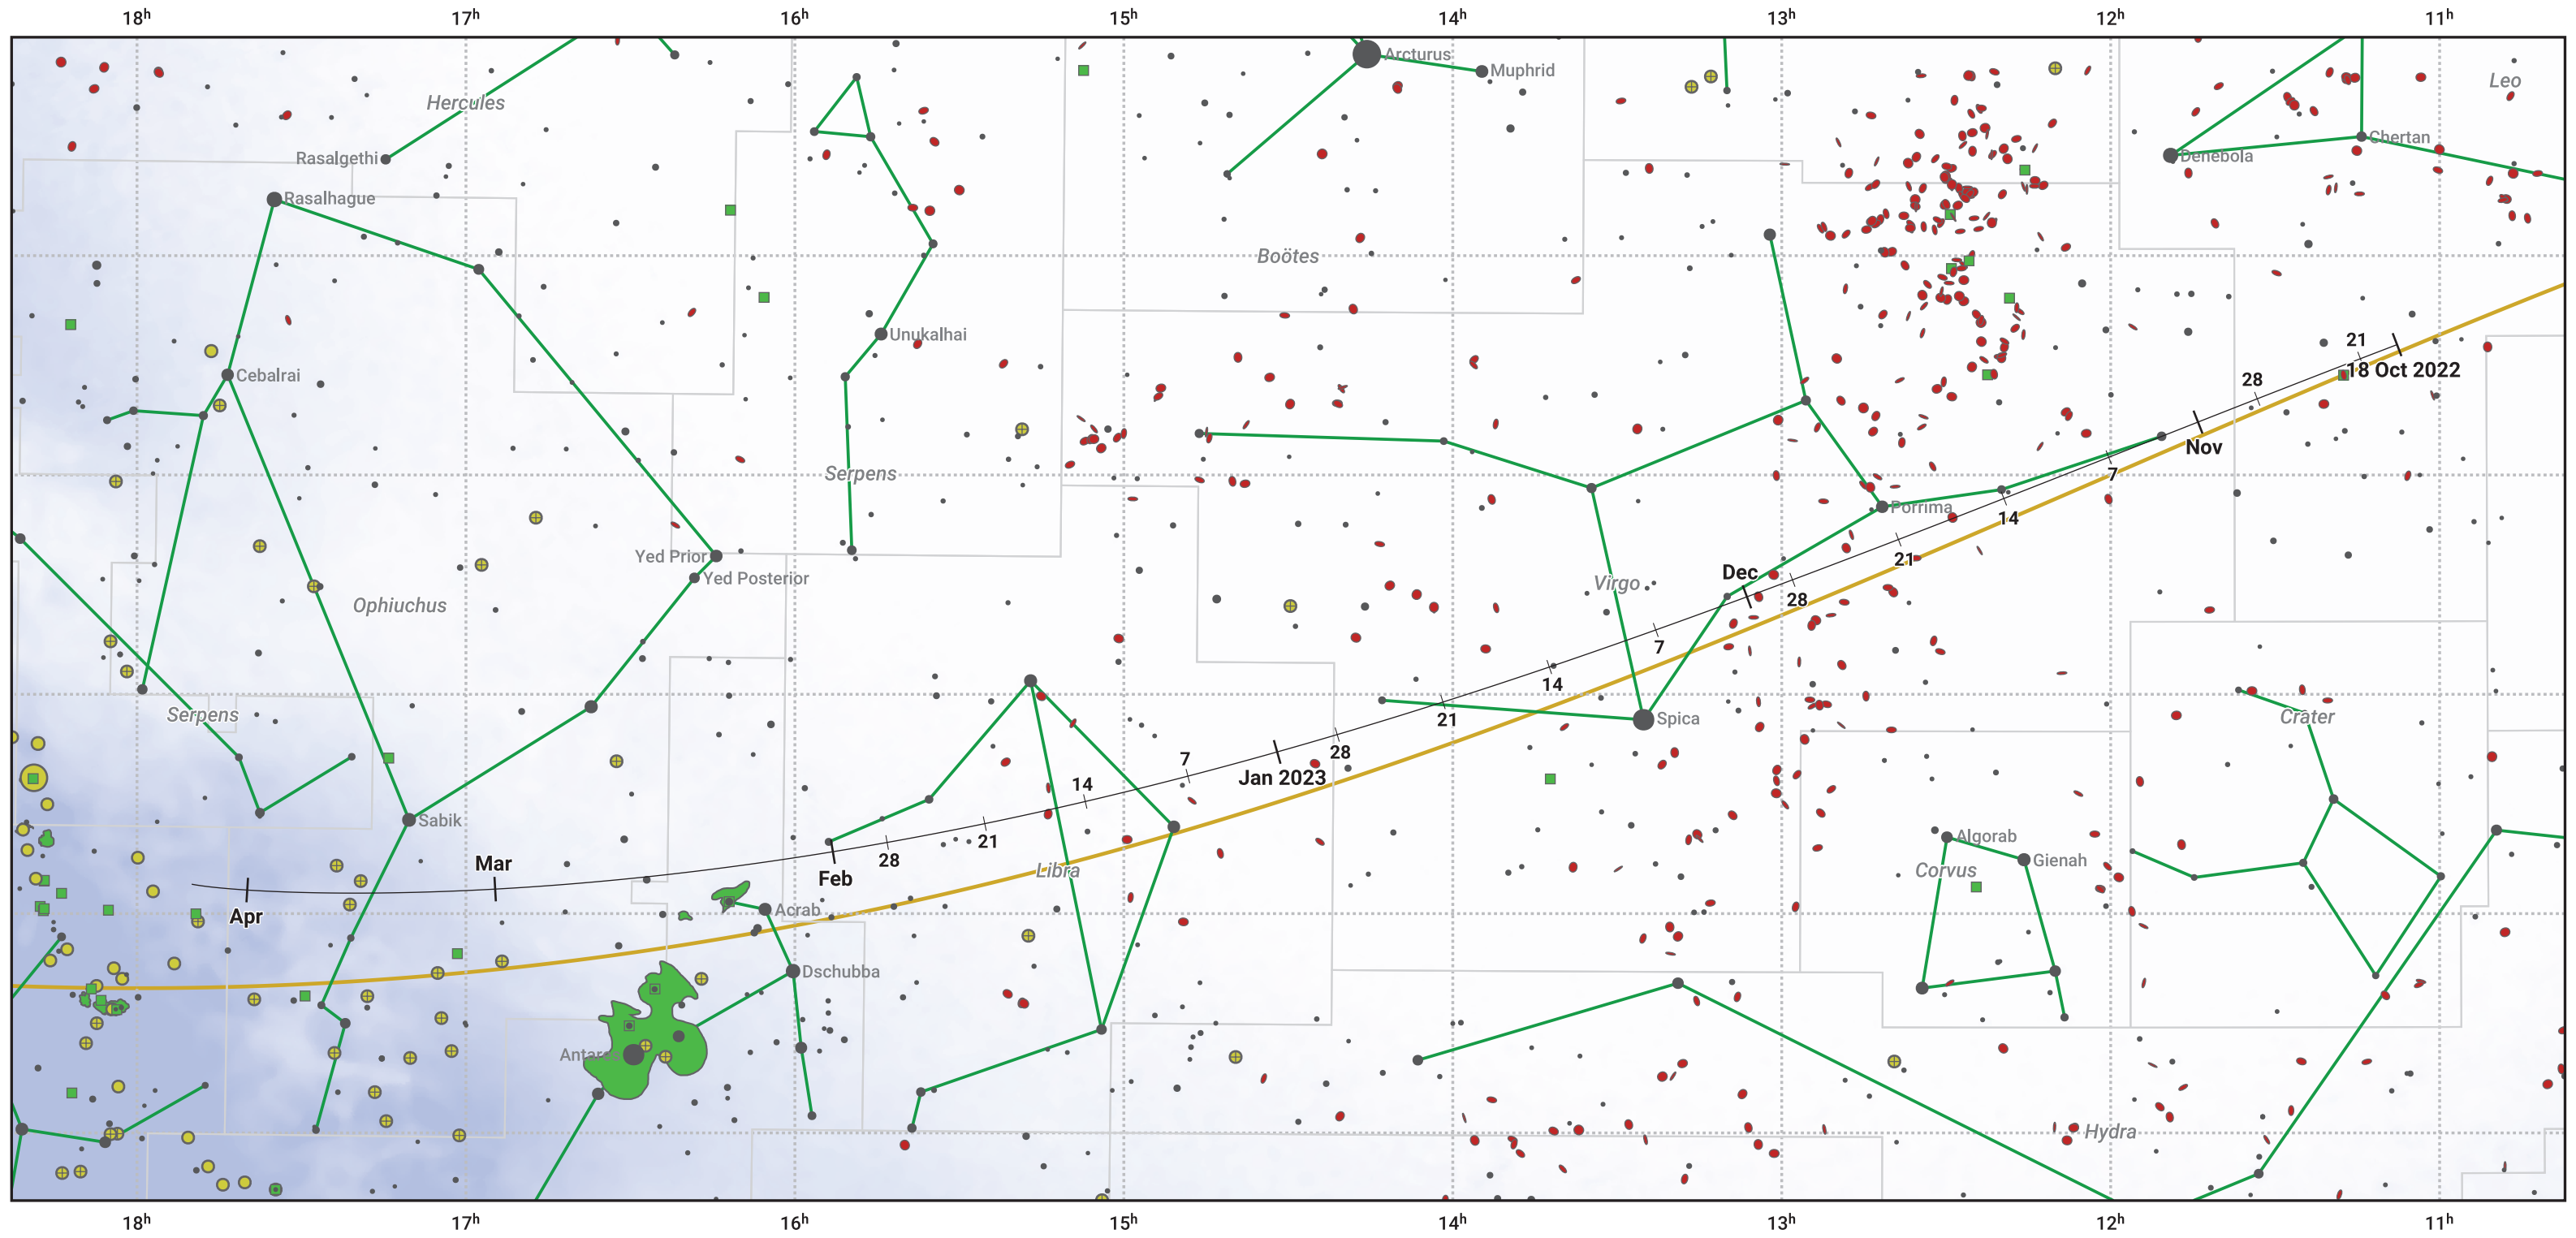 18h 17h 16h 15h 14h 13h 12h 11h
Arcturus
Muphrid
Leo
Hercules
Chertan
Denebola
Rasalgethi
Rasalhague
Boötes
Unukalhai
21
18 Oct 2022
Cebalrai
28
Nov
Serpens
7
Porrima
14
Yed Prior
Yed Posterior
21
Dec
Virgo
28
Ophiuchus
7
14
Serpens
21
Spica
Crater
28
7
Jan 2023
14
Sabik
21
Algorab
Gienah
28
Mar
Feb
Libra
Corvus
Acrab
Apr
Dschubba
Antares
Hydra
18h 17h 16h 15h 14h 13h 12h 11h